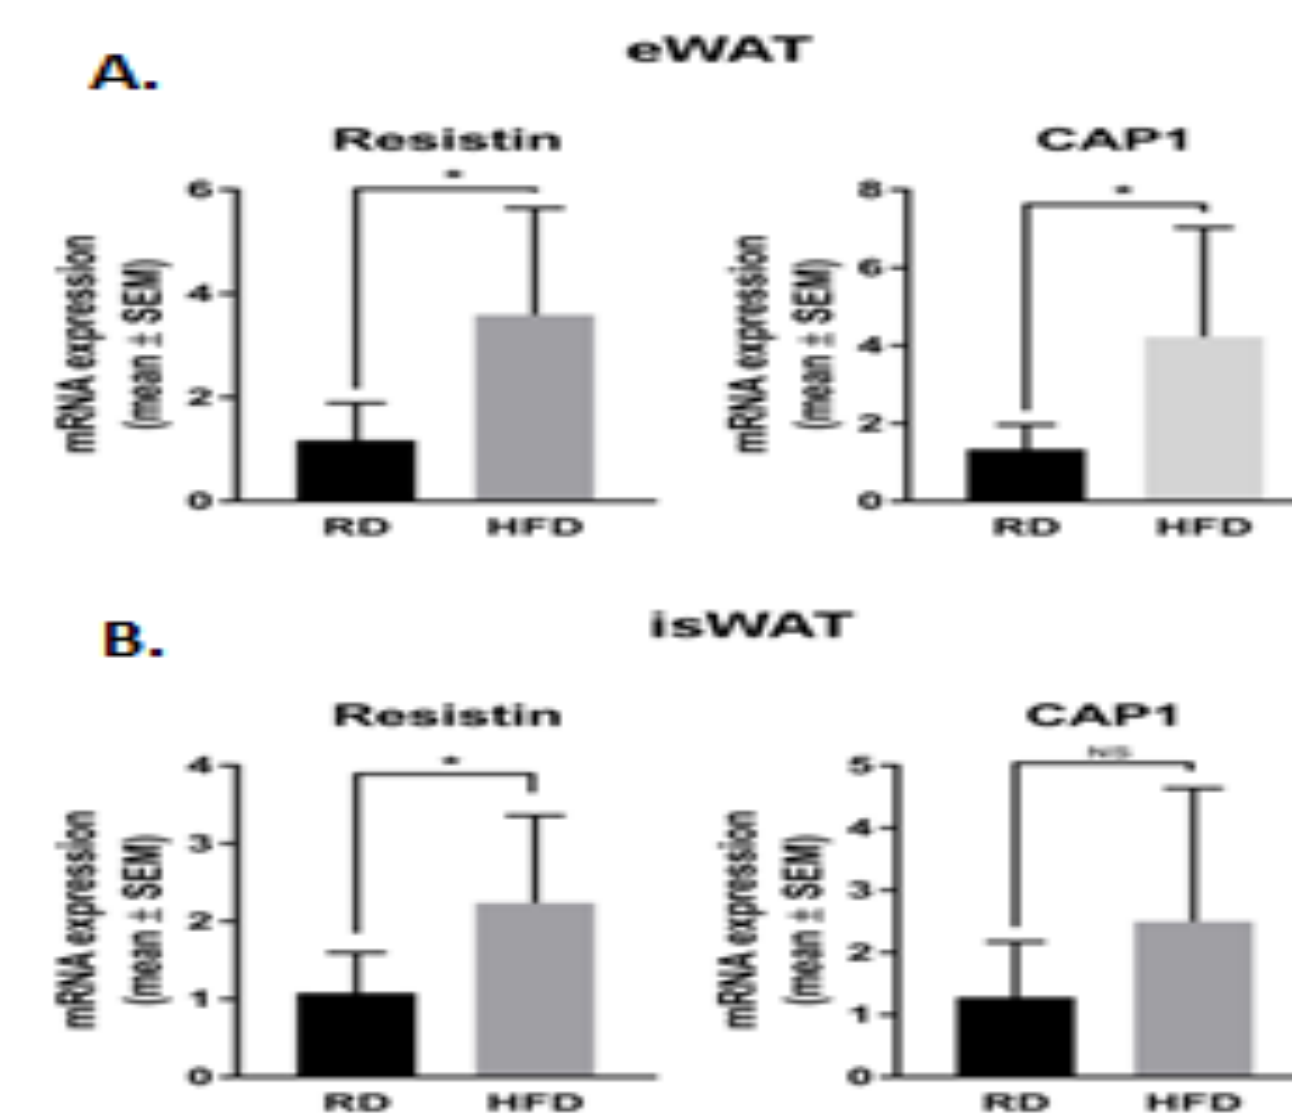 A.
eWAT
Resistin
*
6
4
2
0
mRNA expression
(mean ± SEM)
RD HFD
CAP1
*
8
6
4
2
0
mRNA expression
(mean ± SEM)
RD HFD
B.
isWAT
Resistin
*
4
3
2
1
0
mRNA expression
(mean ± SEM)
RD HFD
CAP1
NS
5
4
3
2
1
0
mRNA expression
(mean ± SEM)
RD HFD